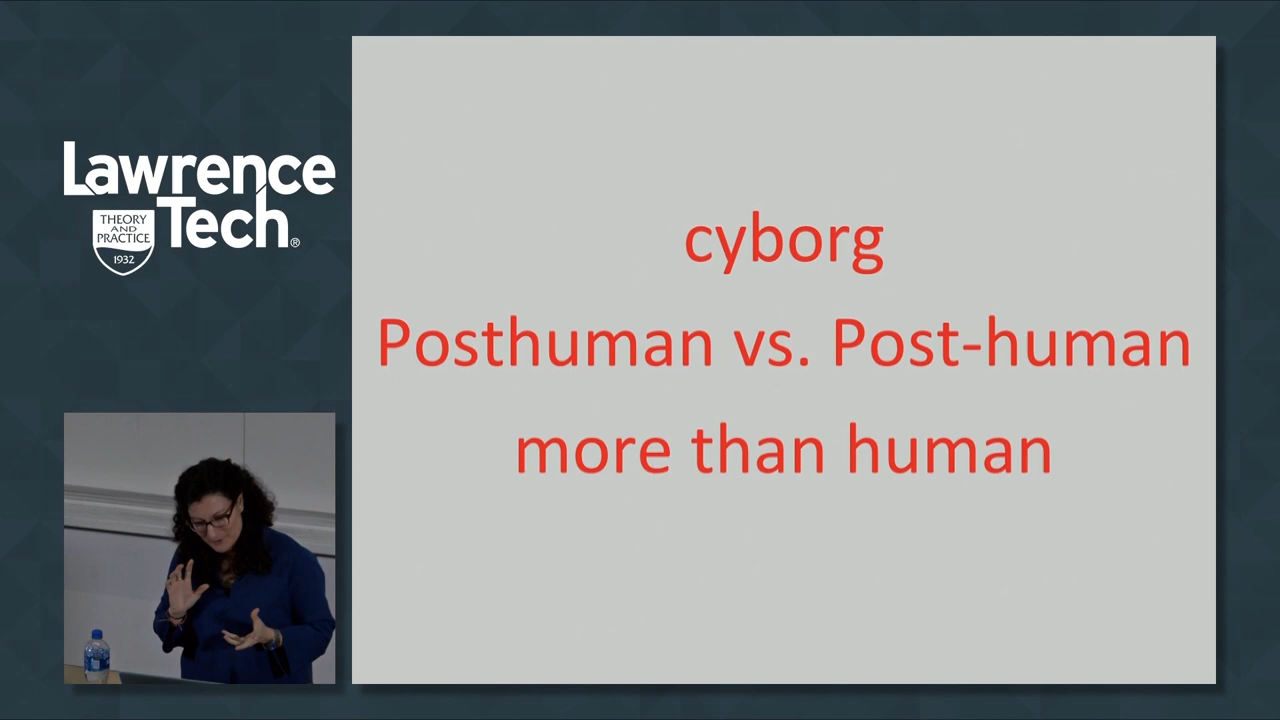 Lawrence
Tech®
THEORY
AND
PRACTICE
1932
cyborg
Posthuman vs. Post-human
more than human